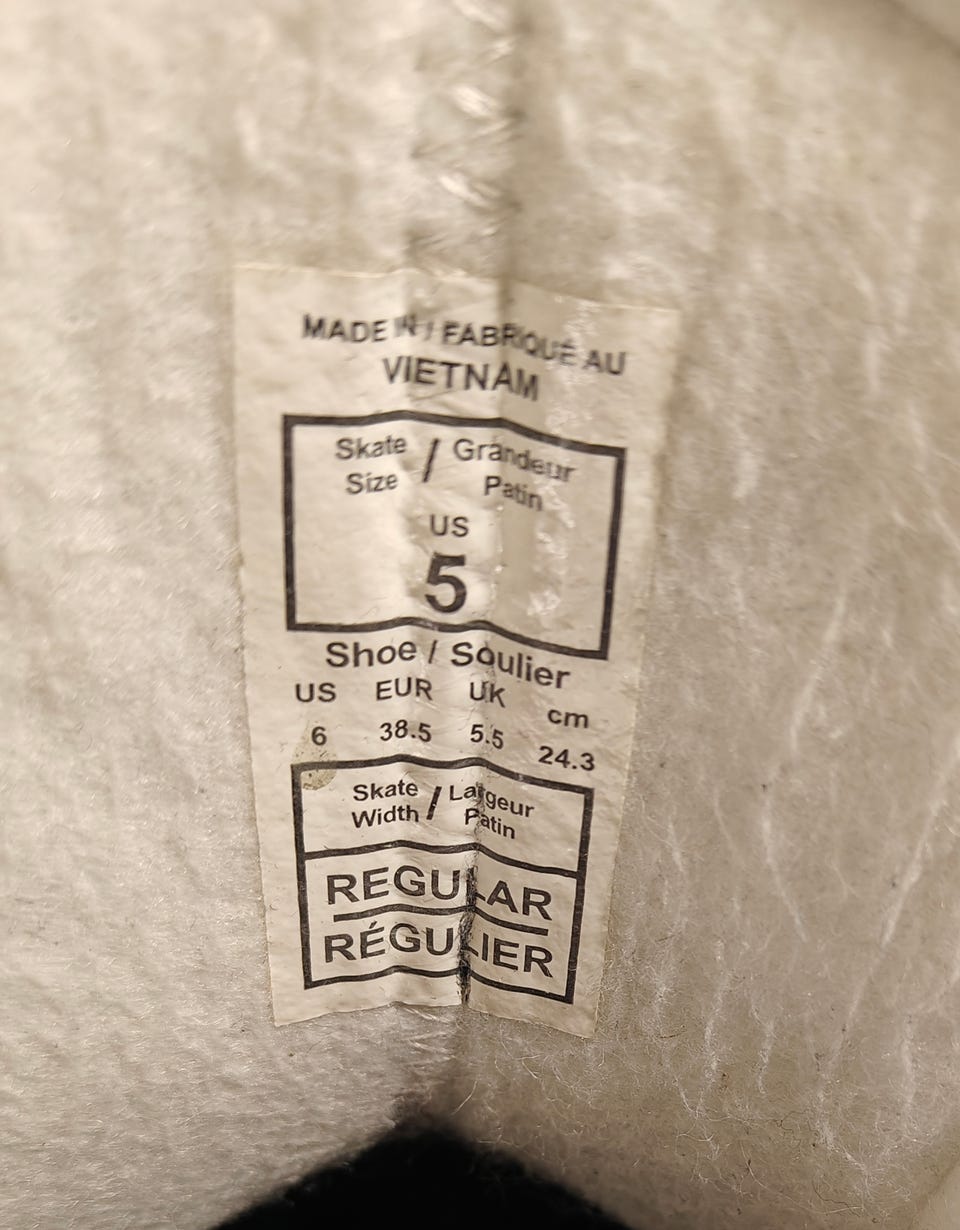 MADE IN / FABRIQUÉ AU
VIETNAM
Skate / Grandeur
Size Patin
US
5
Shoe / Soulier
US EUR UK cm
6 38.5 5.5 24.3
Skate / Largeur
Width Patin
REGULAR
RÉGULIER